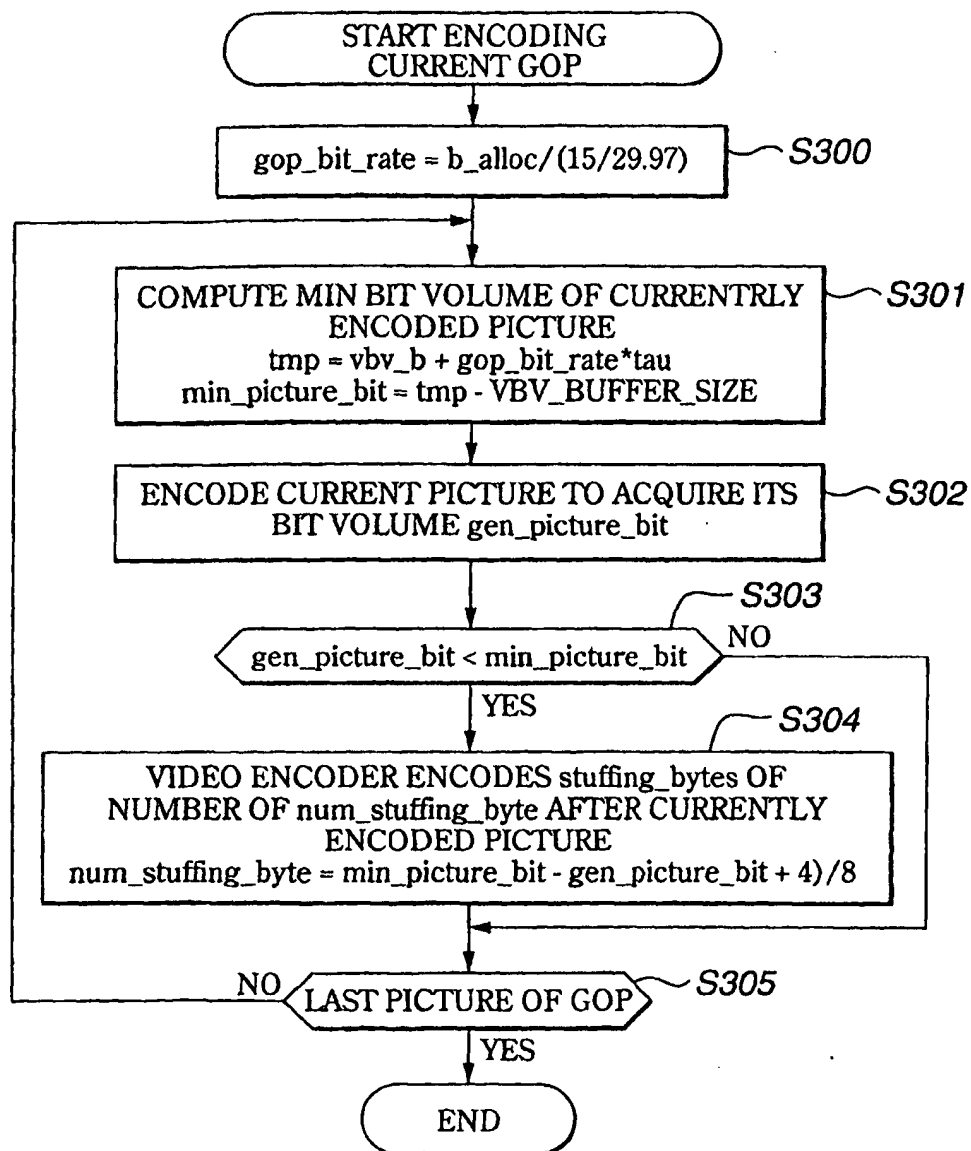 START ENCODING
CURRENT GOP
gop_bit_rate = b_alloc/(15/29.97)
S300
COMPUTE MIN BIT VOLUME OF CURRENTRLY
ENCODED PICTURE
tmp = vbv_b + gop_bit_rate*tau
min_picture_bit = tmp - VBV_BUFFER_SIZE
S301
ENCODE CURRENT PICTURE TO ACQUIRE ITS
BIT VOLUME gen_picture_bit
S302
S303
gen_picture_bit < min_picture_bit
NO
YES
S304
VIDEO ENCODER ENCODES stuffing_bytes OF
NUMBER OF num_stuffing_byte AFTER CURRENTLY
ENCODED PICTURE
num_stuffing_byte = min_picture_bit - gen_picture_bit + 4)/8
NO
LAST PICTURE OF GOP
S305
YES
END